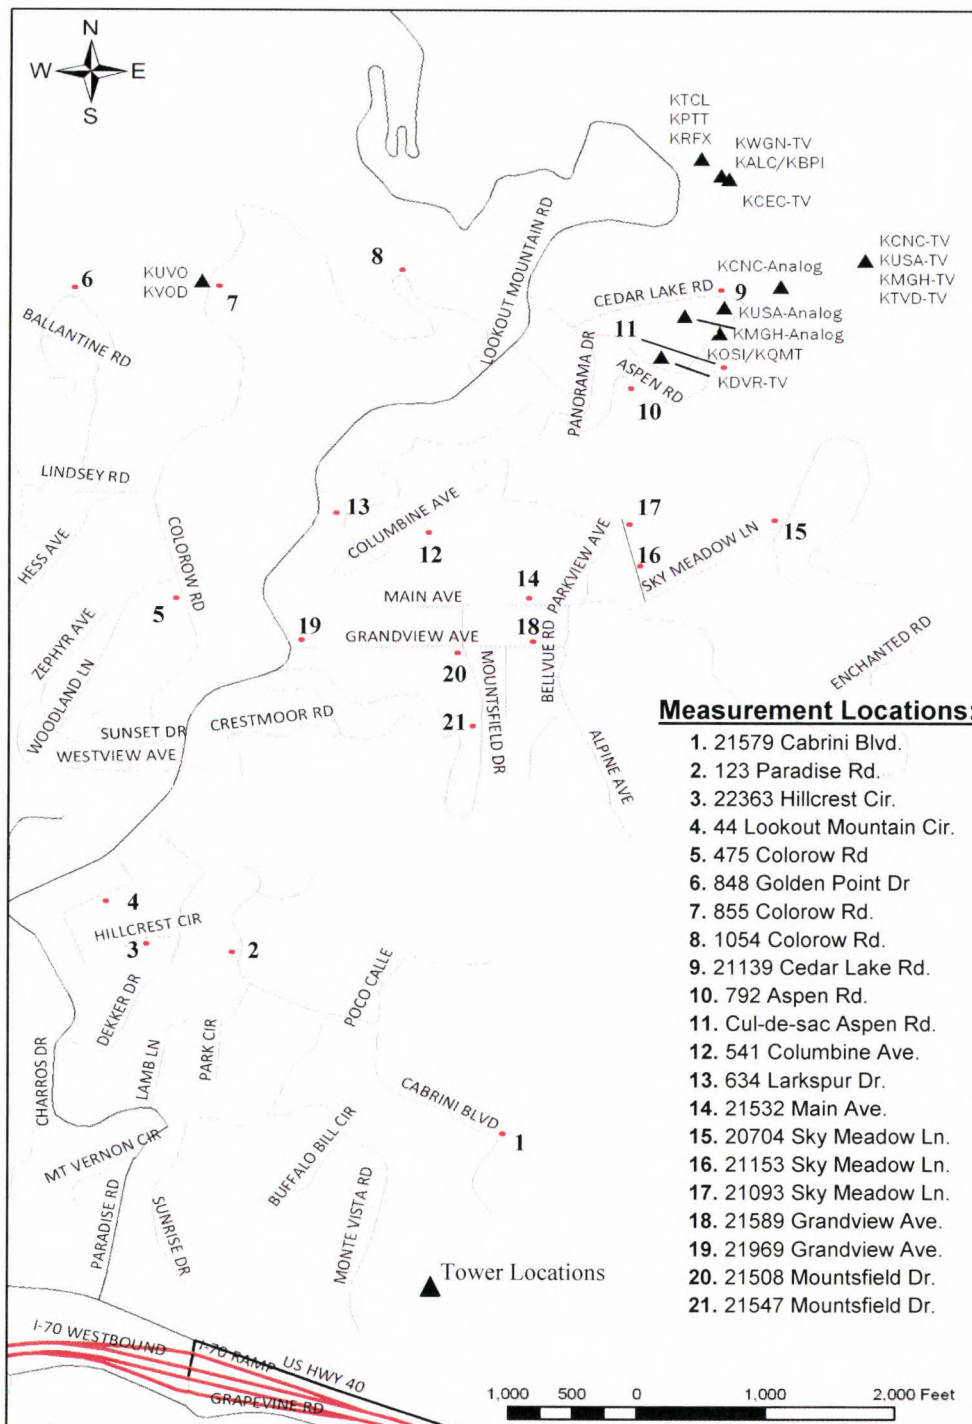 N
W E
S
KTCL
KPTT
KRFX
KWGN-TV
KALC/KBPI
KCEC-TV
LOOKOUT MOUNTAIN RD
8
KCNC-TV
KUSA-TV
KMGH-TV
KTVD-TV
KCNC-Analog
6
KUVO
KVOD
7
CEDAR LAKE RD
9
BALLANTINE RD
KUSA-Analog
11
KMGH-Analog
KOSI/KQMT
PANORAMA DR
ASPEN RD
KDVR-TV
10
LINDSEY RD
13
COLUMBINE AVE
12
17
15
HESS AVE
COLOROW RD
PARKVIEW AVE
16
SKY MEADOW LN
14
MAIN AVE
5
19
GRANDVIEW AVE
18
ZEPHYR AVE
20
BELLVUE RD
ENCHANTED RD
WOODLAND LN
MOUNTSFIELD DR
SUNSET DR
CRESTMOOR RD
21
WESTVIEW AVE
ALPINE AVE
Measurement Locations:
1. 21579 Cabrini Blvd.
2. 123 Paradise Rd.
3. 22363 Hillcrest Cir.
4. 44 Lookout Mountain Cir.
5. 475 Colorow Rd
6. 848 Golden Point Dr
7. 855 Colorow Rd.
8. 1054 Colorow Rd.
9. 21139 Cedar Lake Rd.
10. 792 Aspen Rd.
11. Cul-de-sac Aspen Rd.
12. 541 Columbine Ave.
13. 634 Larkspur Dr.
14. 21532 Main Ave.
15. 20704 Sky Meadow Ln.
16. 21153 Sky Meadow Ln.
17. 21093 Sky Meadow Ln.
18. 21589 Grandview Ave.
19. 21969 Grandview Ave.
20. 21508 Mountsfield Dr.
21. 21547 Mountsfield Dr.
4
HILLCREST CIR
3
2
DEKKER DR
POCO CALLE
CHARROS DR
LAMB LN
PARK CIR
CABRINI BLVD
1
MT VERNON CIR
BUFFALO BILL CIR
PARADISE RD
SUNRISE DR
MONTE VISTA RD
Tower Locations
I-70 WESTBOUND
I-70 RAMP
US HWY 40
GRAPEVINE RD
1,000 500 0 1,000 2,000 Feet